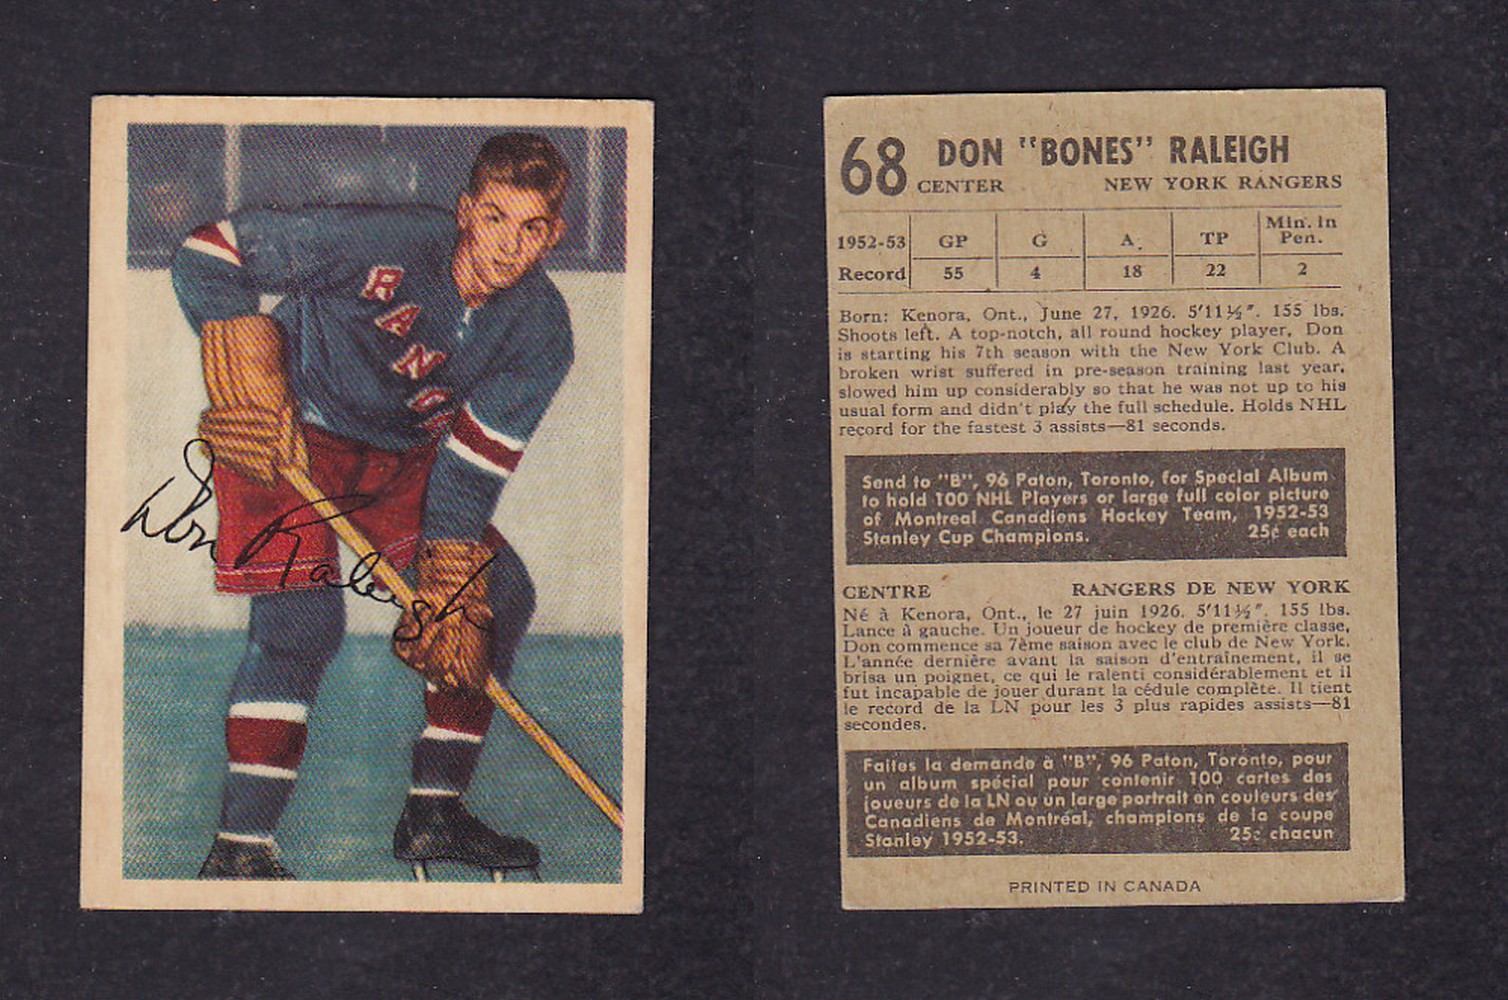 RANGERS
Don Raleigh
68 DON "BONES" RALEIGH
CENTER NEW YORK RANGERS
1952-53 GP G A. TP Min. in Pen.
Record 55 4 18 22 2
Born: Kenora, Ont., June 27, 1926. 5'11½". 155 lbs.
Shoots left. A top-notch, all round hockey player, Don
is starting his 7th season with the New York Club. A
broken wrist suffered in pre-season training last year,
slowed him up considerably so that he was not up to his
usual form and didn't play the full schedule. Holds NHL
record for the fastest 3 assists—81 seconds.
Send to "B", 96 Paton, Toronto, for Special Album
to hold 100 NHL Players or large full color picture
of Montreal Canadiens Hockey Team, 1952-53
Stanley Cup Champions. 25¢ each
CENTRE RANGERS DE NEW YORK
Né à Kenora, Ont., le 27 juin 1926. 5'11½". 155 lbs.
Lance à gauche. Un joueur de hockey de première classe,
Don commence sa 7ème saison avec le club de New York.
L'année dernière avant la saison d'entraînement, il se
brisa un poignet, ce qui le ralenti considérablement et il
fut incapable de jouer durant la cédule complète. Il tient
le record de la LN pour les 3 plus rapides assists—81
secondes.
Faites la demande à "B", 96 Paton, Toronto, pour
un album spécial pour contenir 100 cartes des
joueurs de la LN ou un large portrait en couleurs des
Canadiens de Montréal, champions de la coupe
Stanley 1952-53. 25¢ chacun
PRINTED IN CANADA